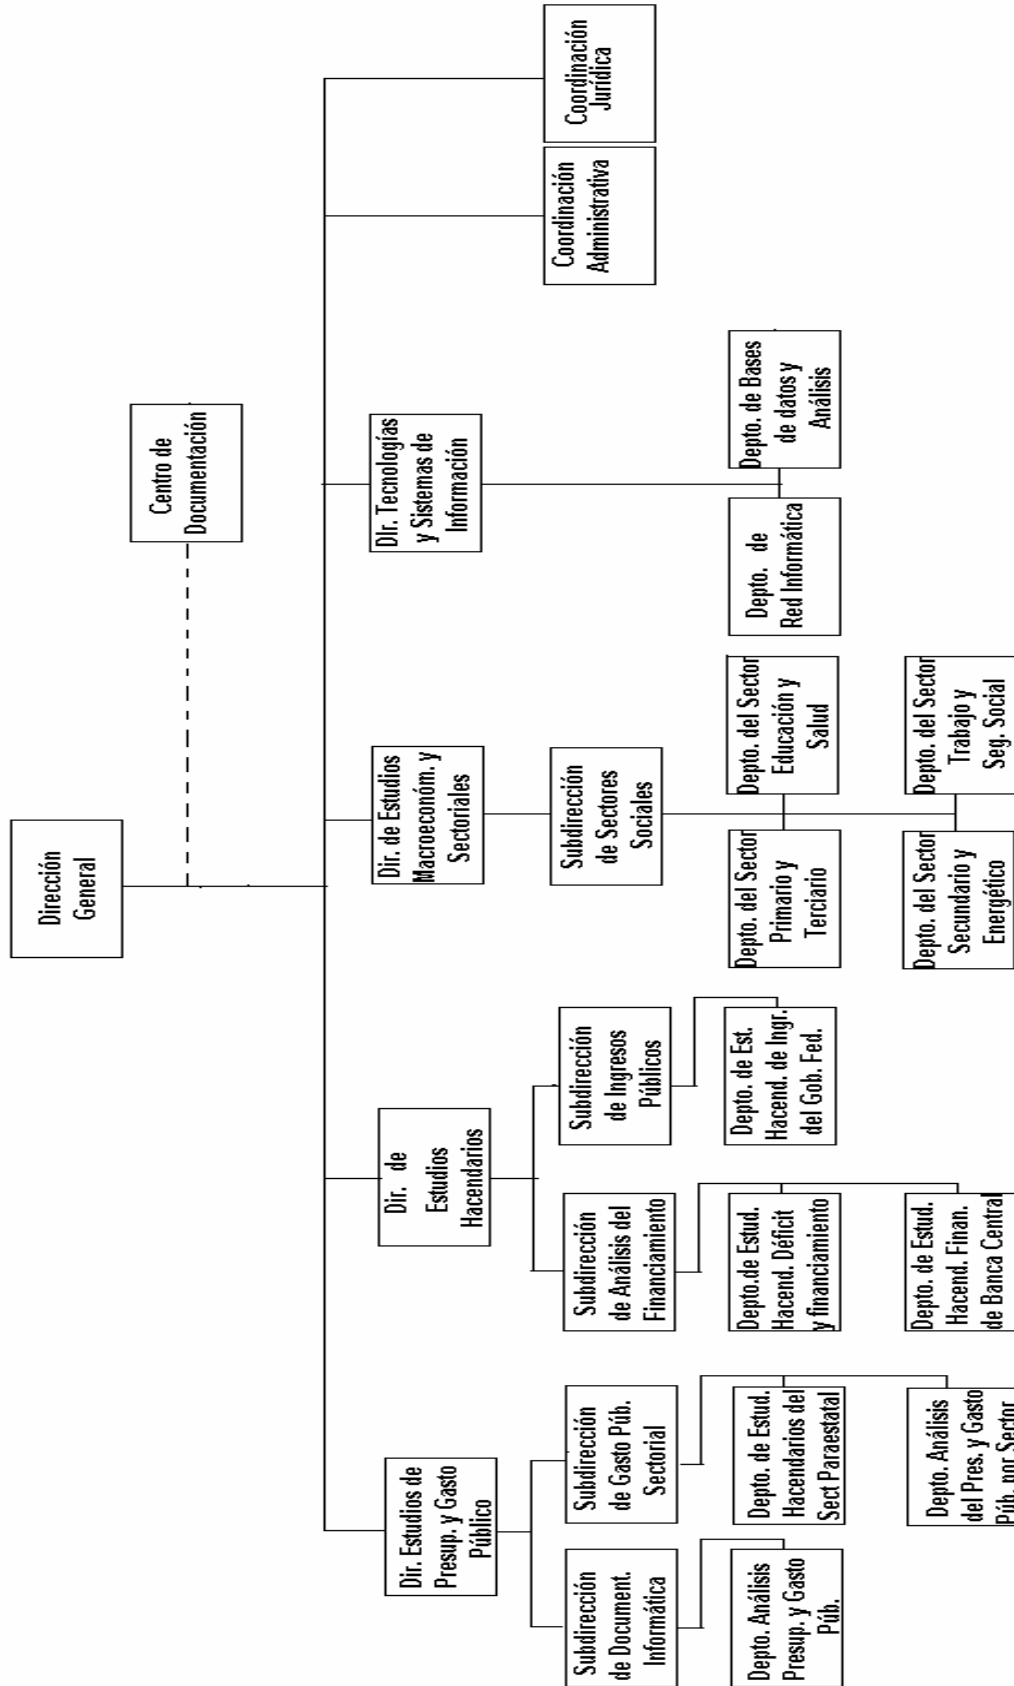 Dirección
General
Centro de
Documentación
Dir. Estudios de
Presup. y Gasto
Público
Dir. de
Estudios
Hacendarios
Dir. de Estudios
Macroeconóm. y
Sectoriales
DIr. Tecnologías
y Sistemas de
Información
Coordinación
Administrativa
Coordinación
Jurídica
Subdirección
de Document.
Informática
Subdirección
de Gasto Púb.
Sectorial
Subdirección
de Análisis del
Financiamiento
Subdirección
de Ingresos
Públicos
Subdirección
de Sectores
Sociales
Depto. Análisis
Presup. y Gasto
Púb.
Depto. de Estud.
Hacendarios del
Sect Paraestatal
Depto.de Estud.
Hacend. Déficit
y financiamiento
Depto. de Est.
Hacend. de Ingr.
del Gob. Fed.
Depto. del Sector
Primario y
Terciario
Depto. del Sector
Educación y
Salud
Depto. de
Red Informática
Depto. de Bases
de datos y
Análisis
Depto. Análisis
del Pres. y Gasto
Púb. por Sector
Depto. de Estud.
Hacend. Finan.
de Banca Central
Depto. del Sector
Secundario y
Energético
Depto. del Sector
Trabajo y
Seg. Social